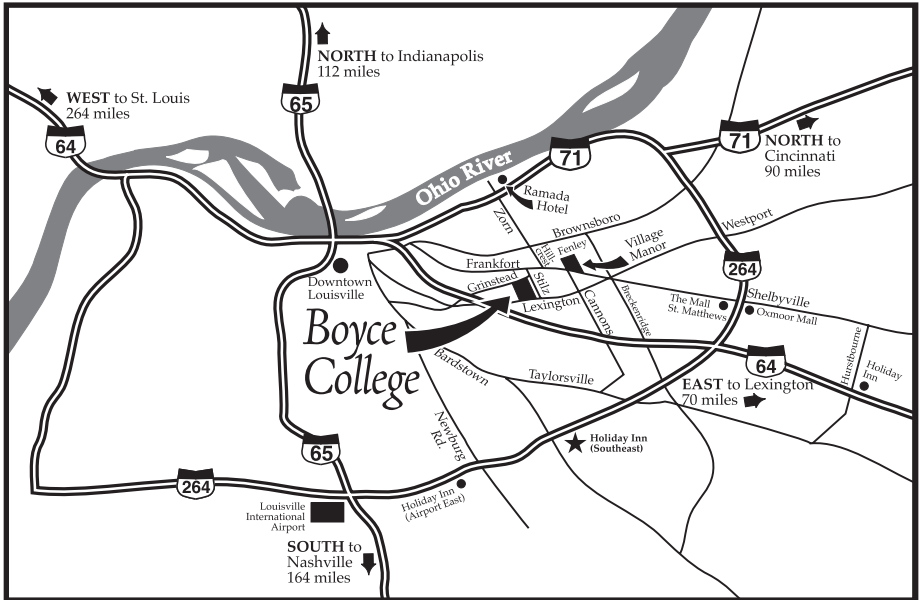 NORTH to Indianapolis
112 miles
65
WEST to St. Louis
264 miles
64
71
71
NORTH to
Cincinnati
90 miles
Ohio River
Ramada
Hotel
Zorn
Brownsboro
Westport
Hills
crest
Fenley
Village
Manor
264
Frankfort
Grinstead
Stilz
Lexington
Cannons
Breckenridge
Downtown
Louisville
The Mall
St. Matthews
Shelbyville
Oxmoor Mall
Boyce
College
Bardstown
Taylorsville
64
Hurstbourne
Holiday
Inn
EAST to Lexington
70 miles
Newburg
Rd.
Holiday Inn
(Southeast)
65
264
Holiday Inn
(Airport East)
Louisville
International
Airport
SOUTH to
Nashville
164 miles